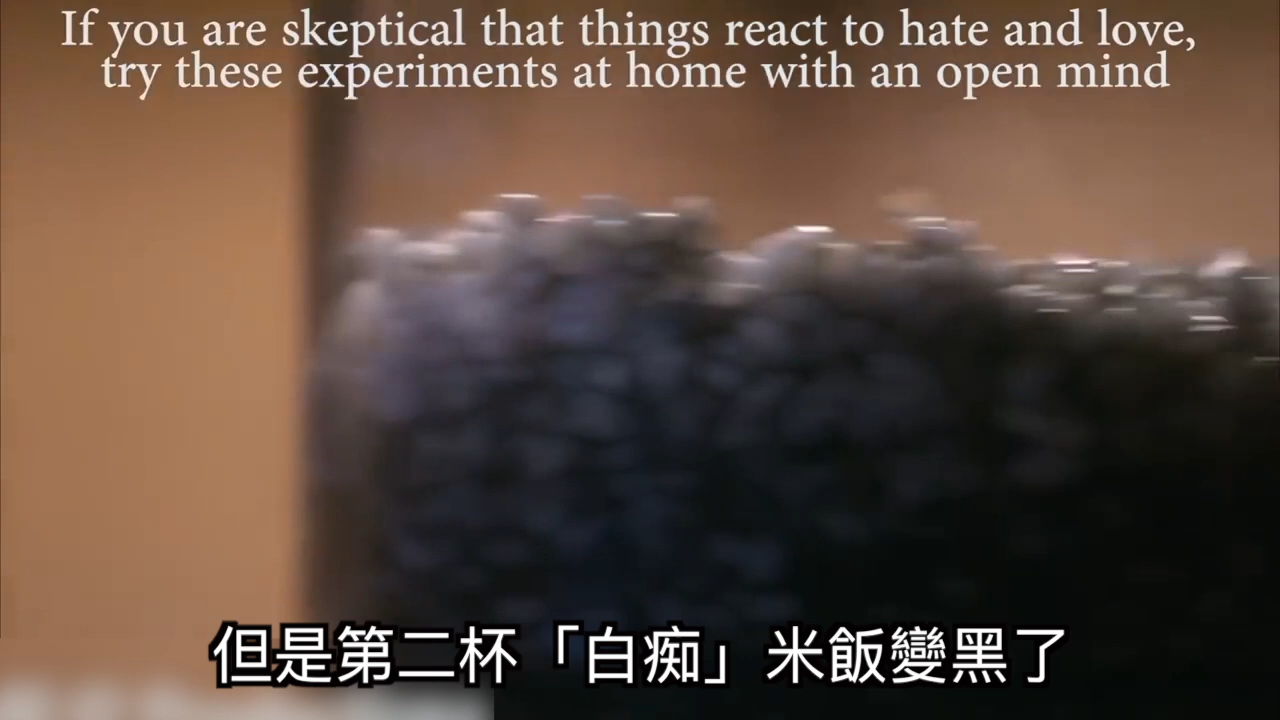 If you are skeptical that things react to hate and love,
try these experiments at home with an open mind
但是第二杯「白痴」米飯變黑了